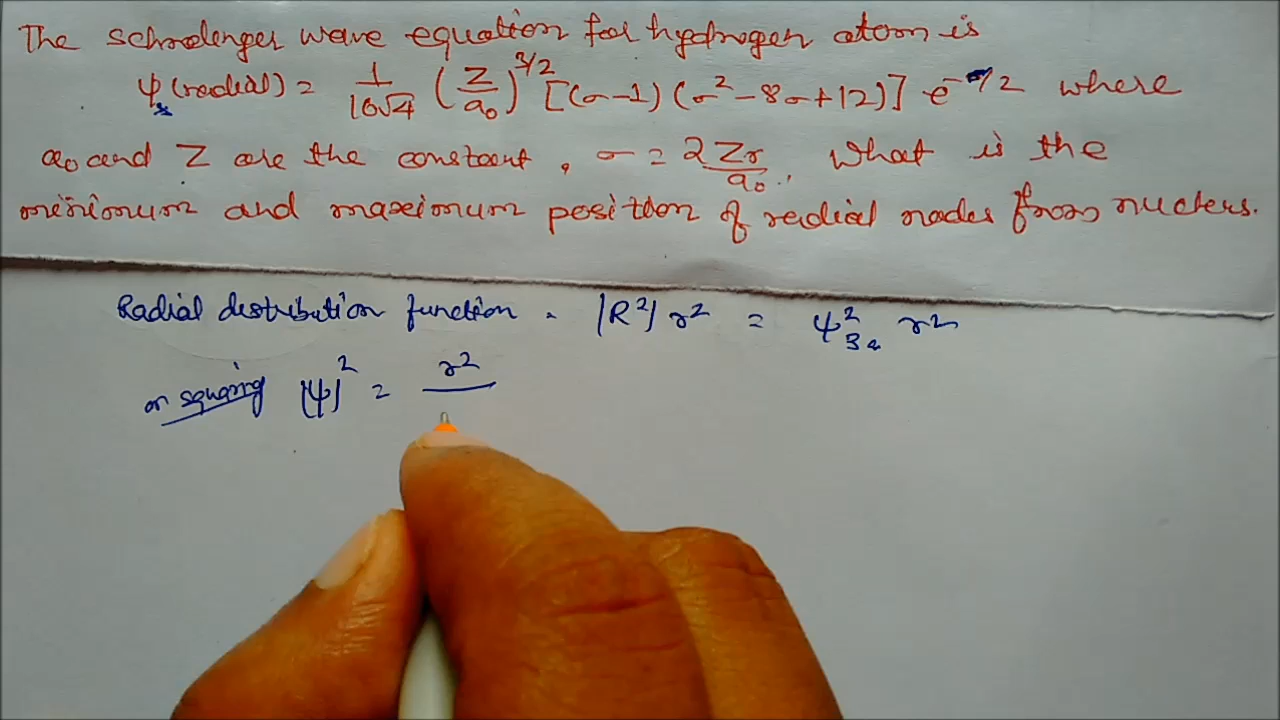 The schrodenger wave equation for hydrogen atom is
ψ (radial) = 1/16√4 (Z/a₀)^3/2 [(σ-1) (σ²-8σ+12)] e^-σ/2 where
a₀ and Z are the constant, σ = 2Zr/a₀. What is the
minimum and maximum position of radial nodes from nucleus.
Radial distribution function = |R²| r² = ψ² r²
on squaring |ψ|² = r²